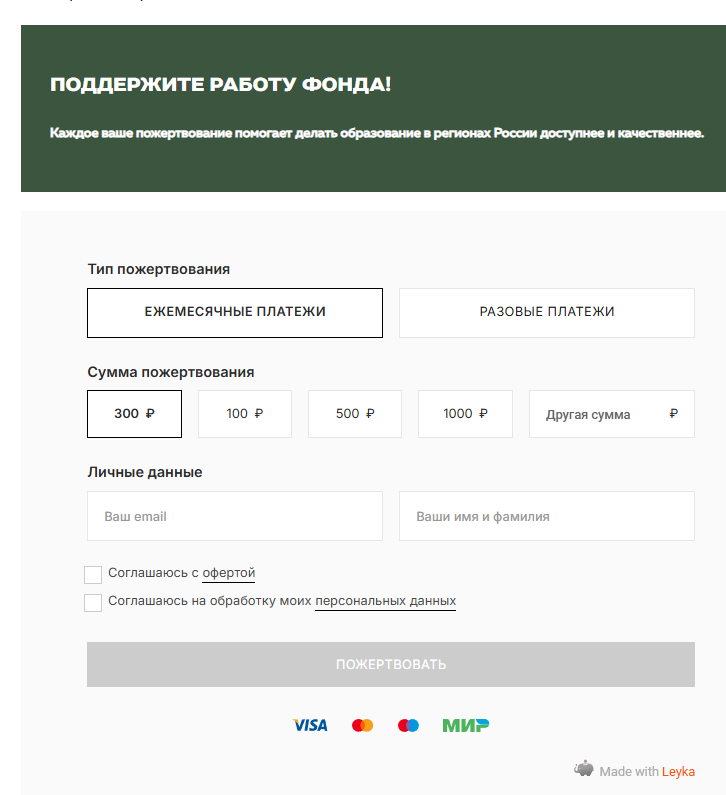 ПОДДЕРЖИТЕ РАБОТУ ФОНДА!
Каждое ваше пожертвование помогает делать образование в регионах России доступнее и качественнее.
Тип пожертвования
ЕЖЕМЕСЯЧНЫЕ ПЛАТЕЖИ РАЗОВЫЕ ПЛАТЕЖИ
Сумма пожертвования
300 ₽ 100 ₽ 500 ₽ 1000 ₽ Другая сумма ₽
Личные данные
Ваш email Ваши имя и фамилия
Соглашаюсь с офертой
Соглашаюсь на обработку моих персональных данных
ПОЖЕРТВОВАТЬ
VISA МИР
Made with Leyka